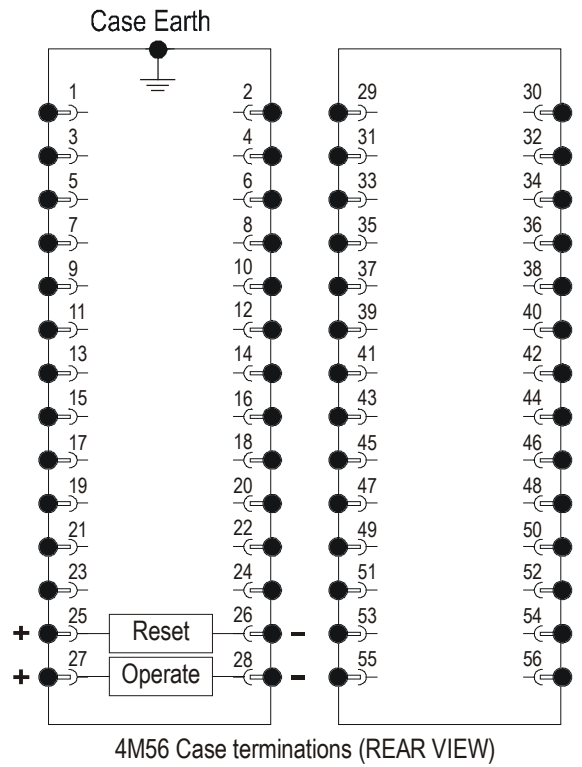 Case Earth
1 2 29 30
3 4 31 32
5 6 33 34
7 8 35 36
9 10 37 38
11 12 39 40
13 14 41 42
15 16 43 44
17 18 45 46
19 20 47 48
21 22 49 50
23 24 51 52
25 26 53 54
+ Reset -
27 28 55 56
+ Operate -
4M56 Case terminations (REAR VIEW)